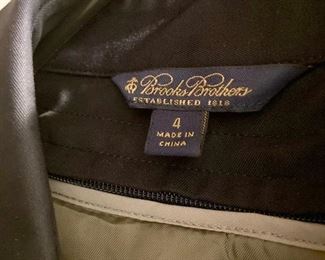 Brooks Brothers
ESTABLISHED 1818
4
MADE IN
CHINA